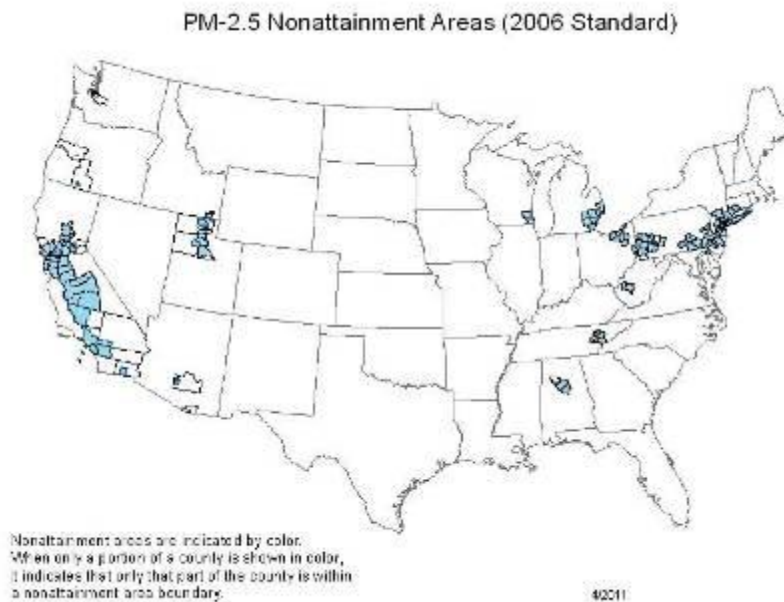 PM-2.5 Nonattainment Areas (2006 Standard)
Nonattainment areas are indicated by color.
When only a portion of a county is shown in color,
it indicates that only that part of the county is within
a nonattainment area boundary.
4/2011